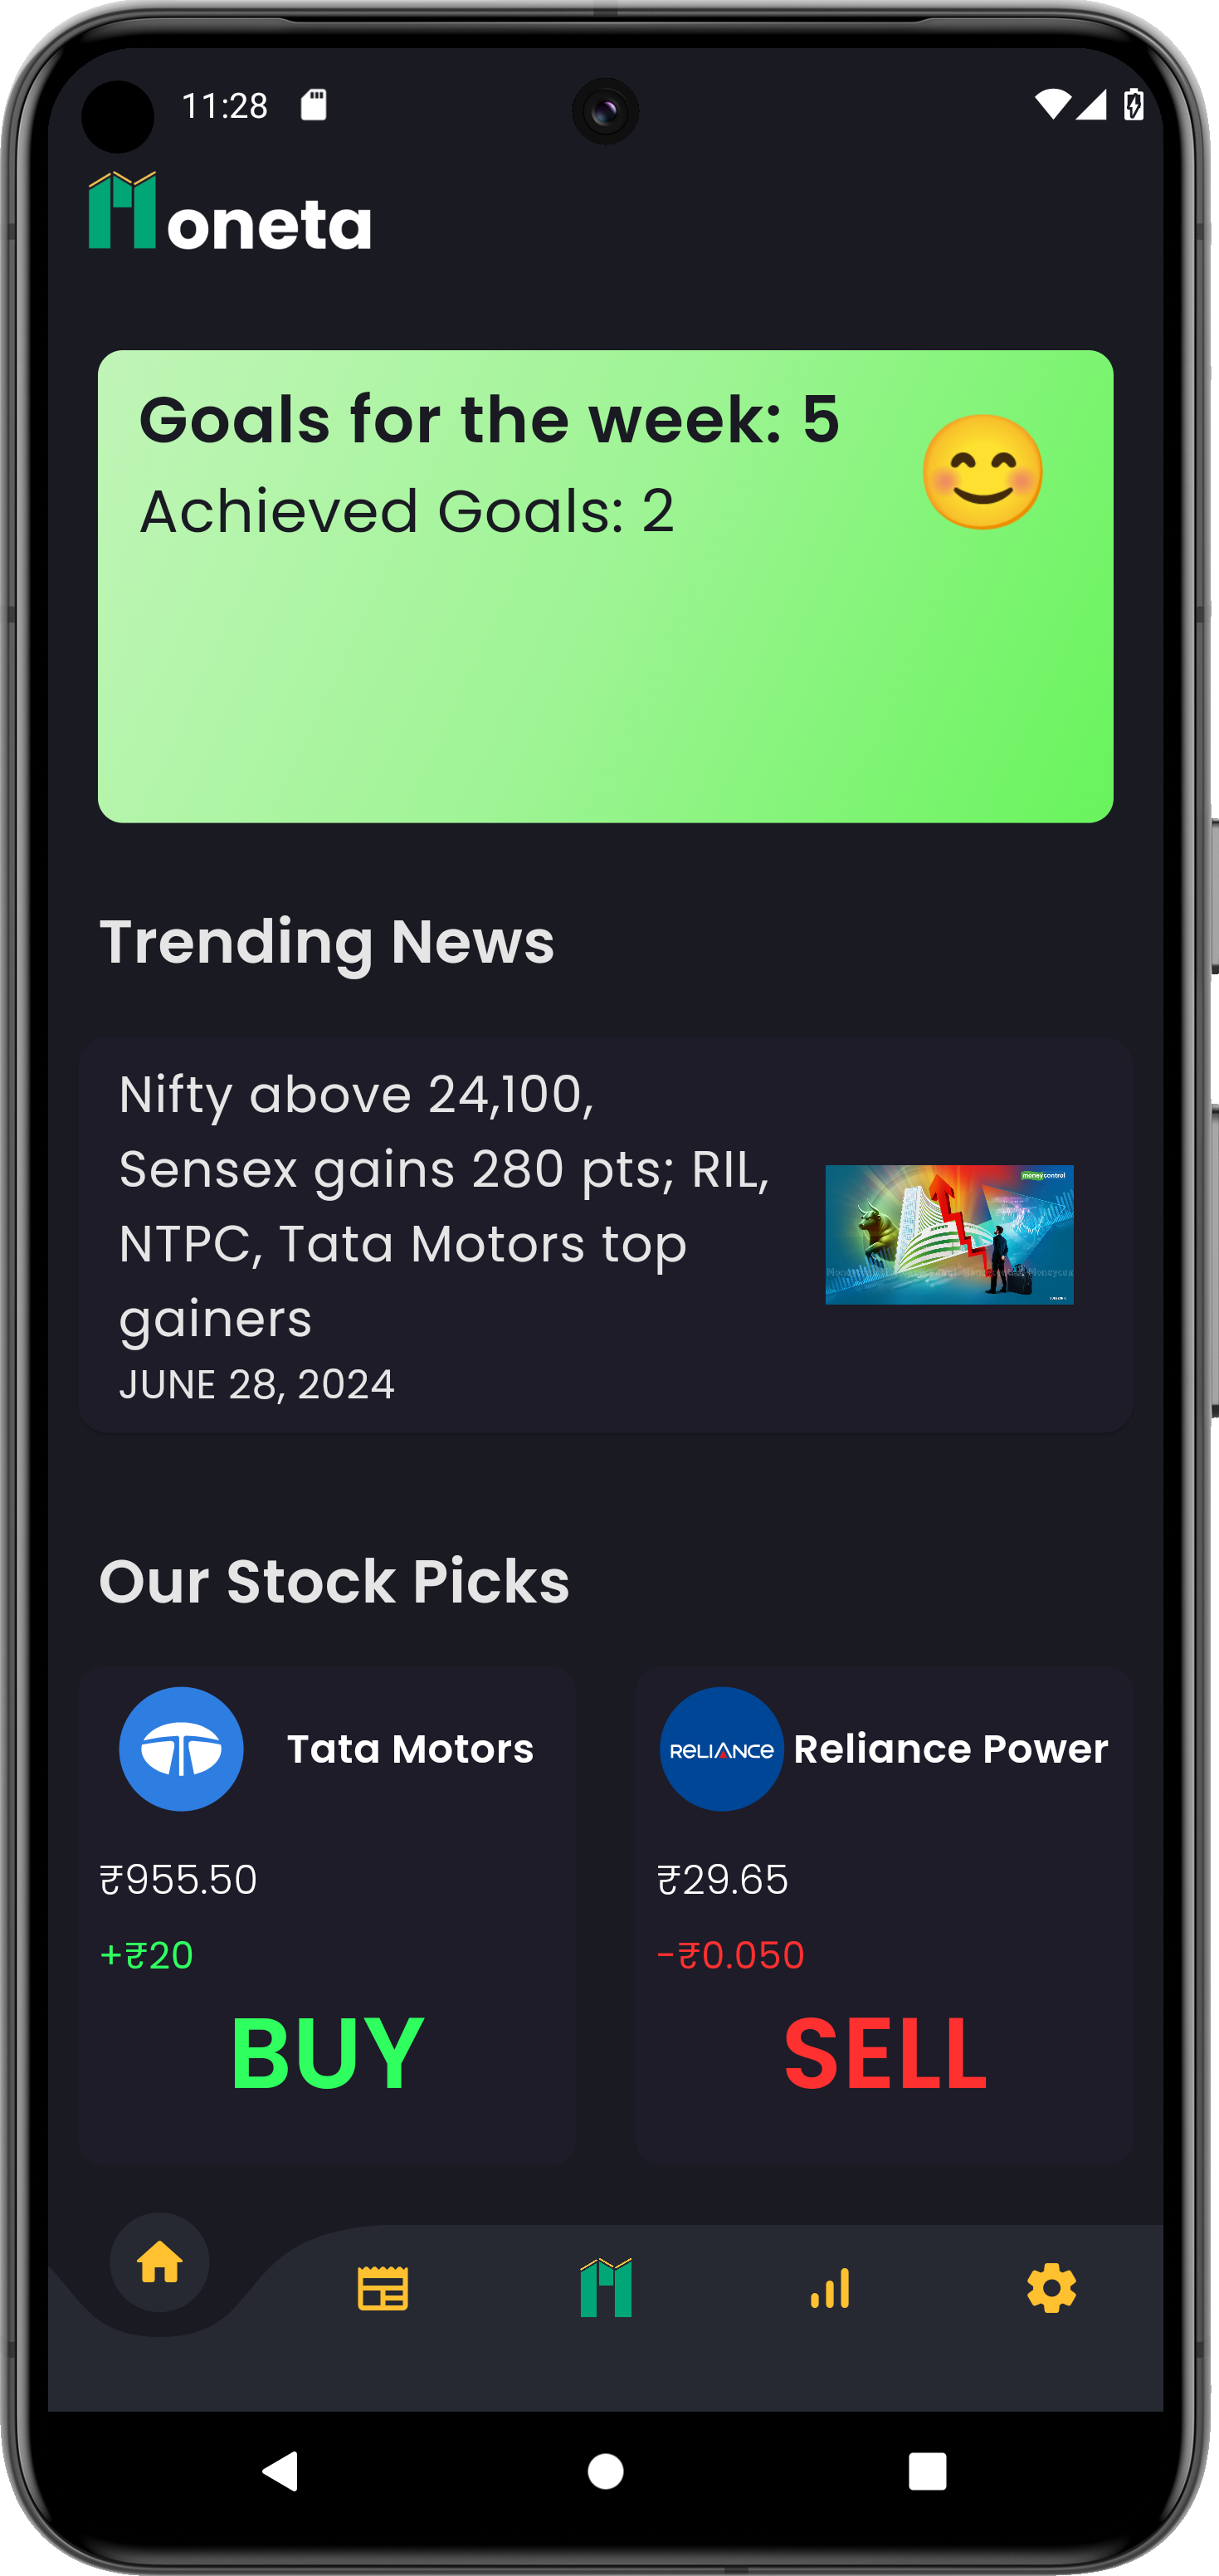 11:28
Moneta
Goals for the week: 5
Achieved Goals: 2
Trending News
Nifty above 24,100,
Sensex gains 280 pts; RIL,
NTPC, Tata Motors top
gainers
moneycontrol
JUNE 28, 2024
Our Stock Picks
Tata Motors
RELIANCE Reliance Power
₹955.50
₹29.65
+₹20
-₹0.050
BUY
SELL